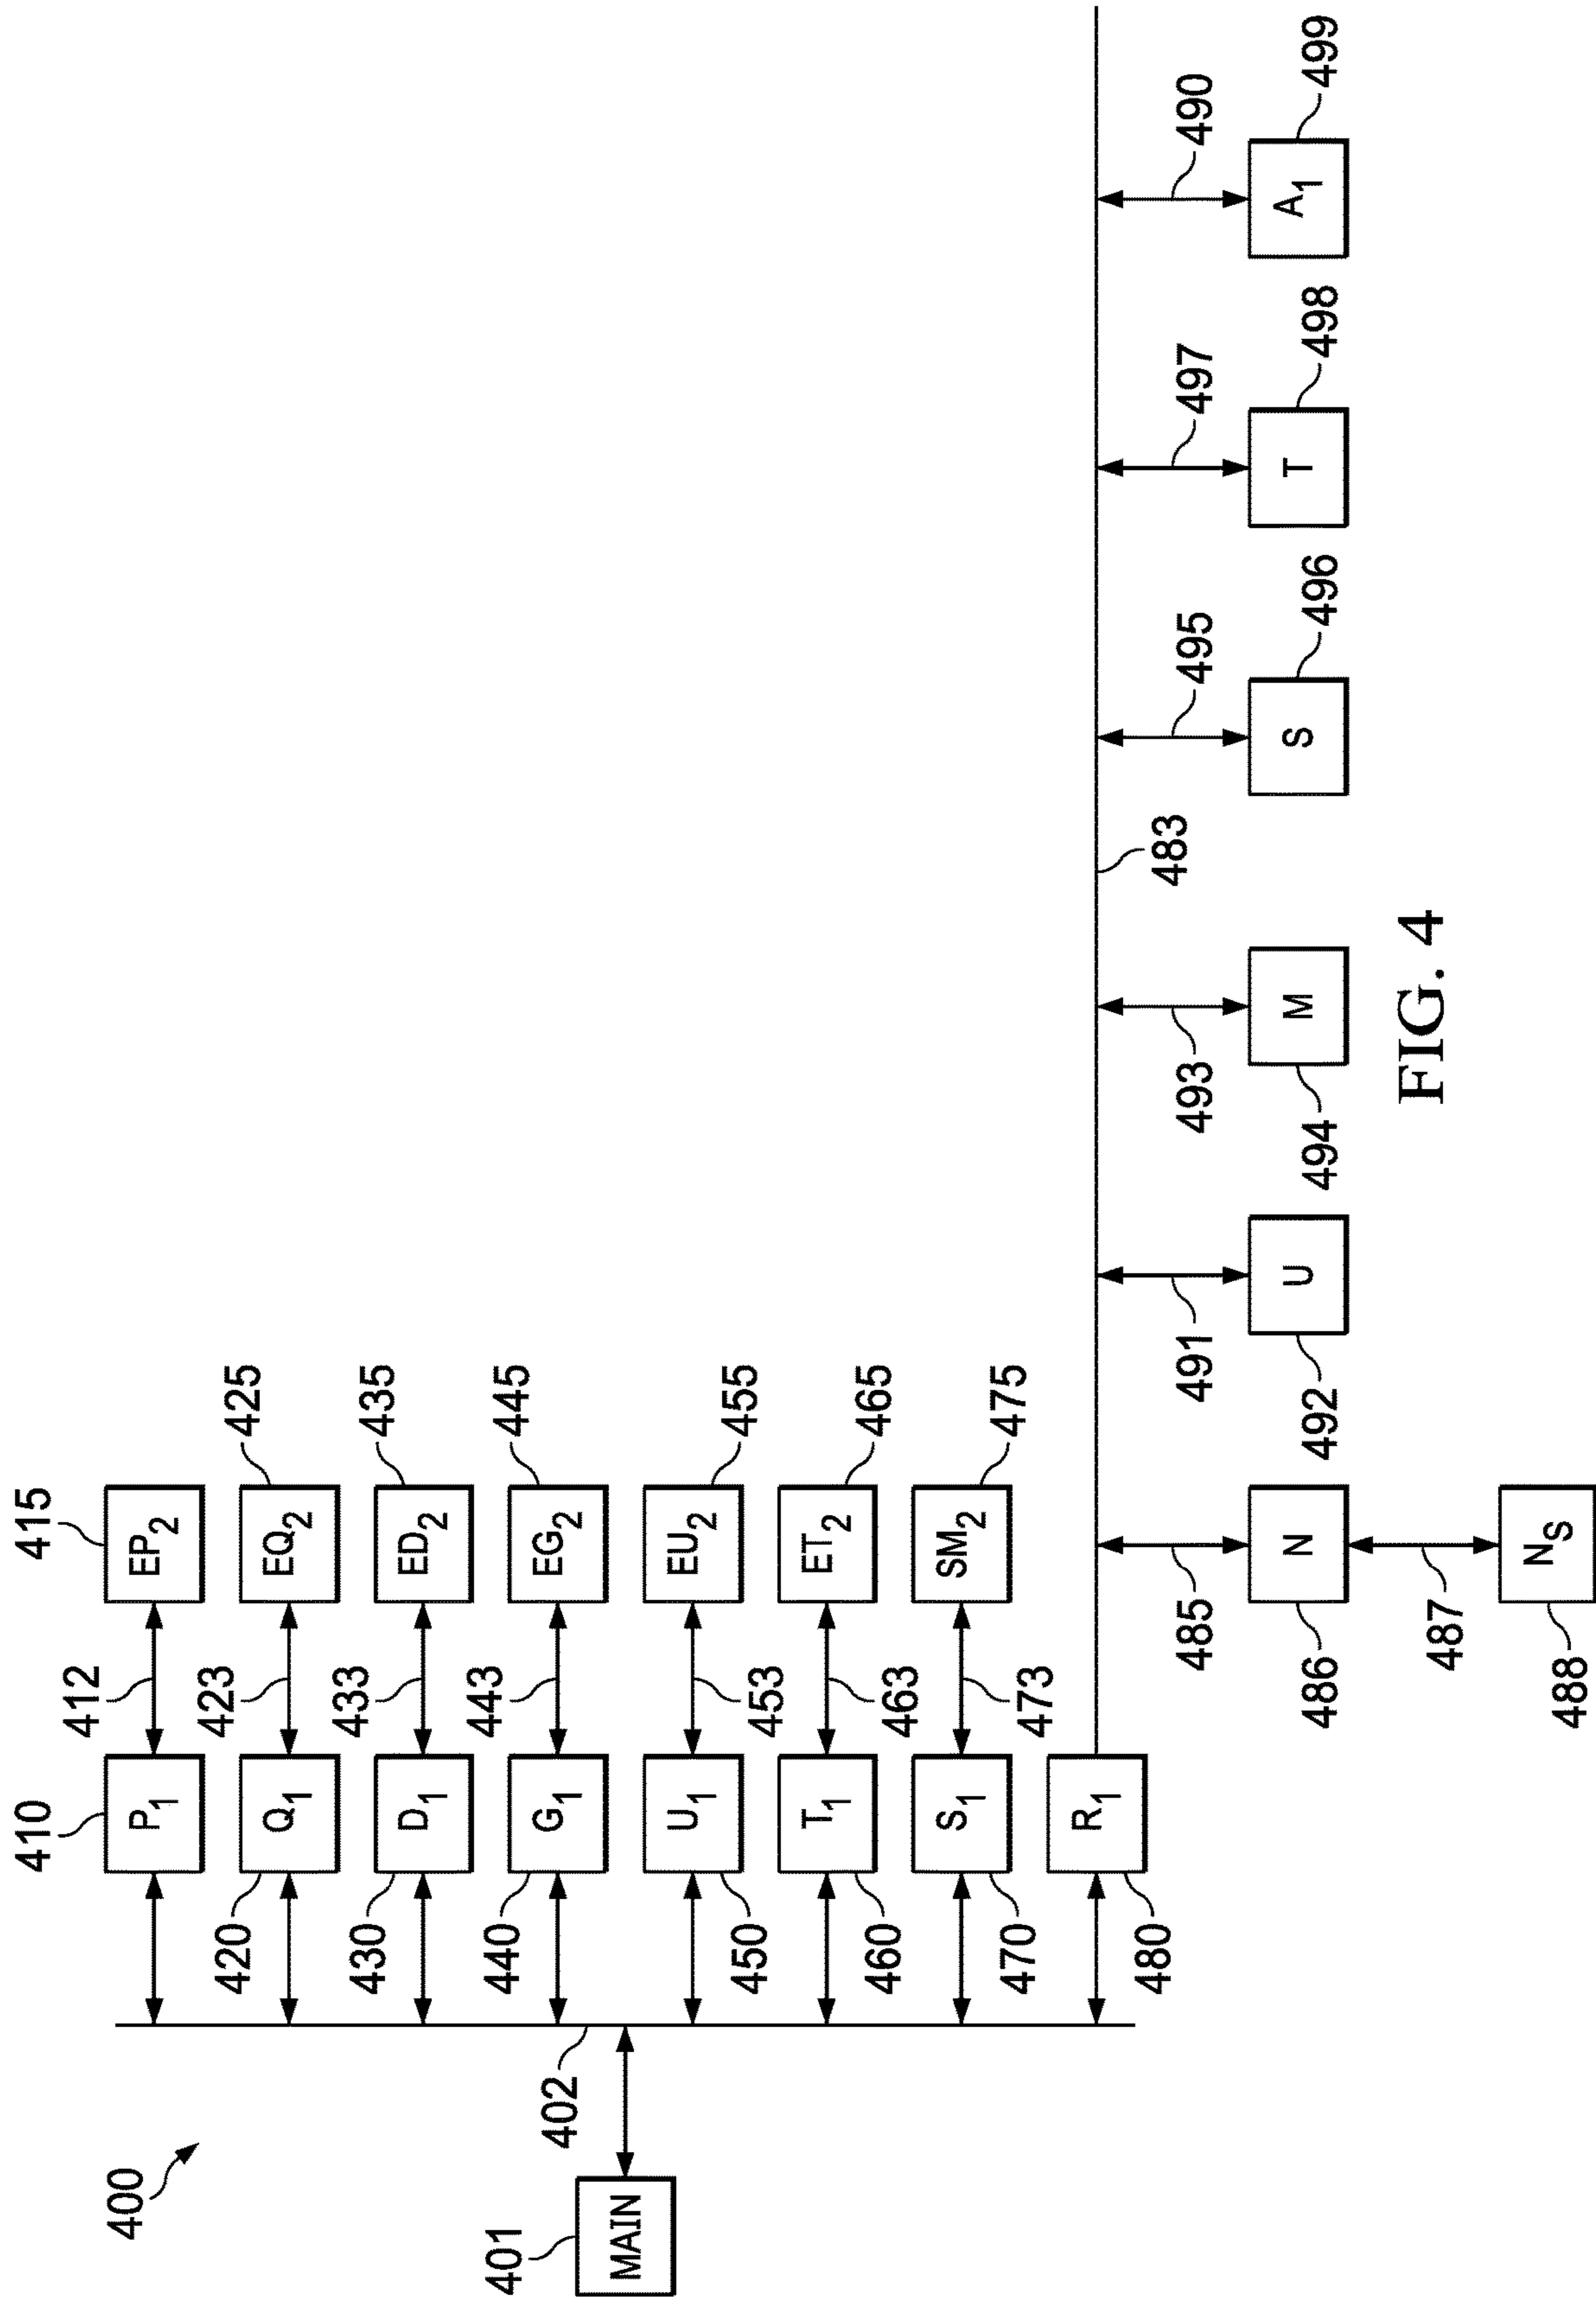 410 415
412
400
P1 EP2
420 423 425
Q1 EQ2
430 433 435
D1 ED2
440 443 445
401 402
G1 EG2
MAIN
U1 EU2
450 453 455
T1 ET2
460 463 465
S1 SM2
470 473 475
R1
480 483
485 491 493 495 497 490
N U M S T A1
486 492 494 496 498 499
487
FIG. 4
NS
488